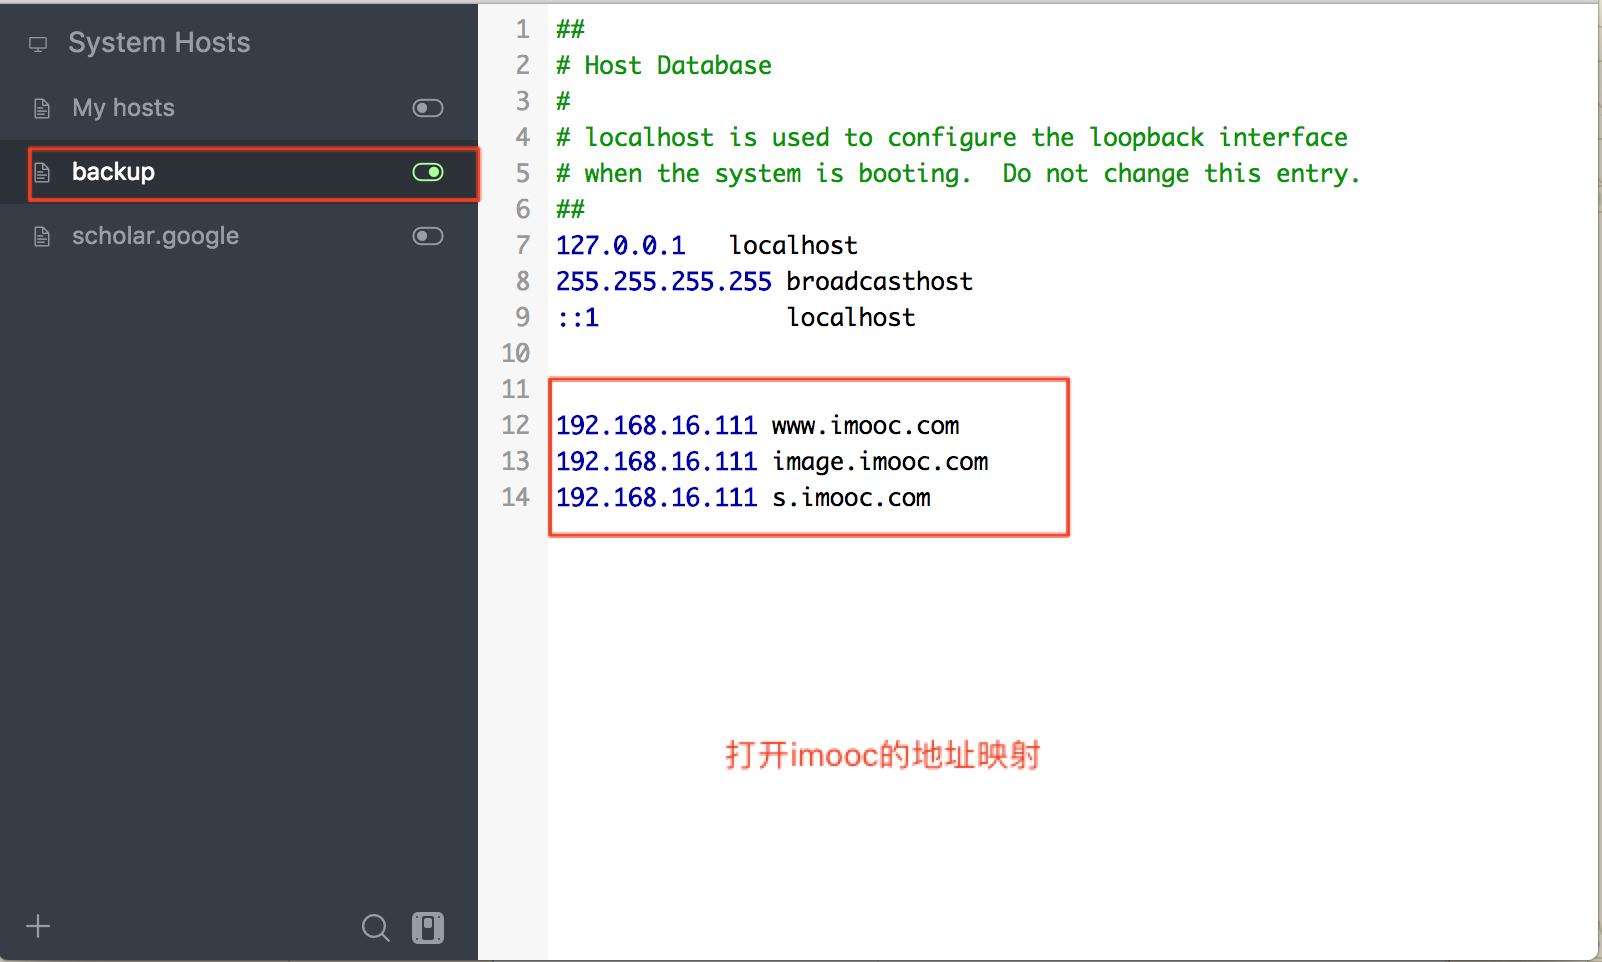 System Hosts
My hosts
backup
scholar.google
1 ##
2 # Host Database
3 #
4 # localhost is used to configure the loopback interface
5 # when the system is booting.  Do not change this entry.
6 ##
7 127.0.0.1   localhost
8 255.255.255.255 broadcasthost
9 ::1             localhost
10
11
12 192.168.16.111 www.imooc.com
13 192.168.16.111 image.imooc.com
14 192.168.16.111 s.imooc.com
打开imooc的地址映射